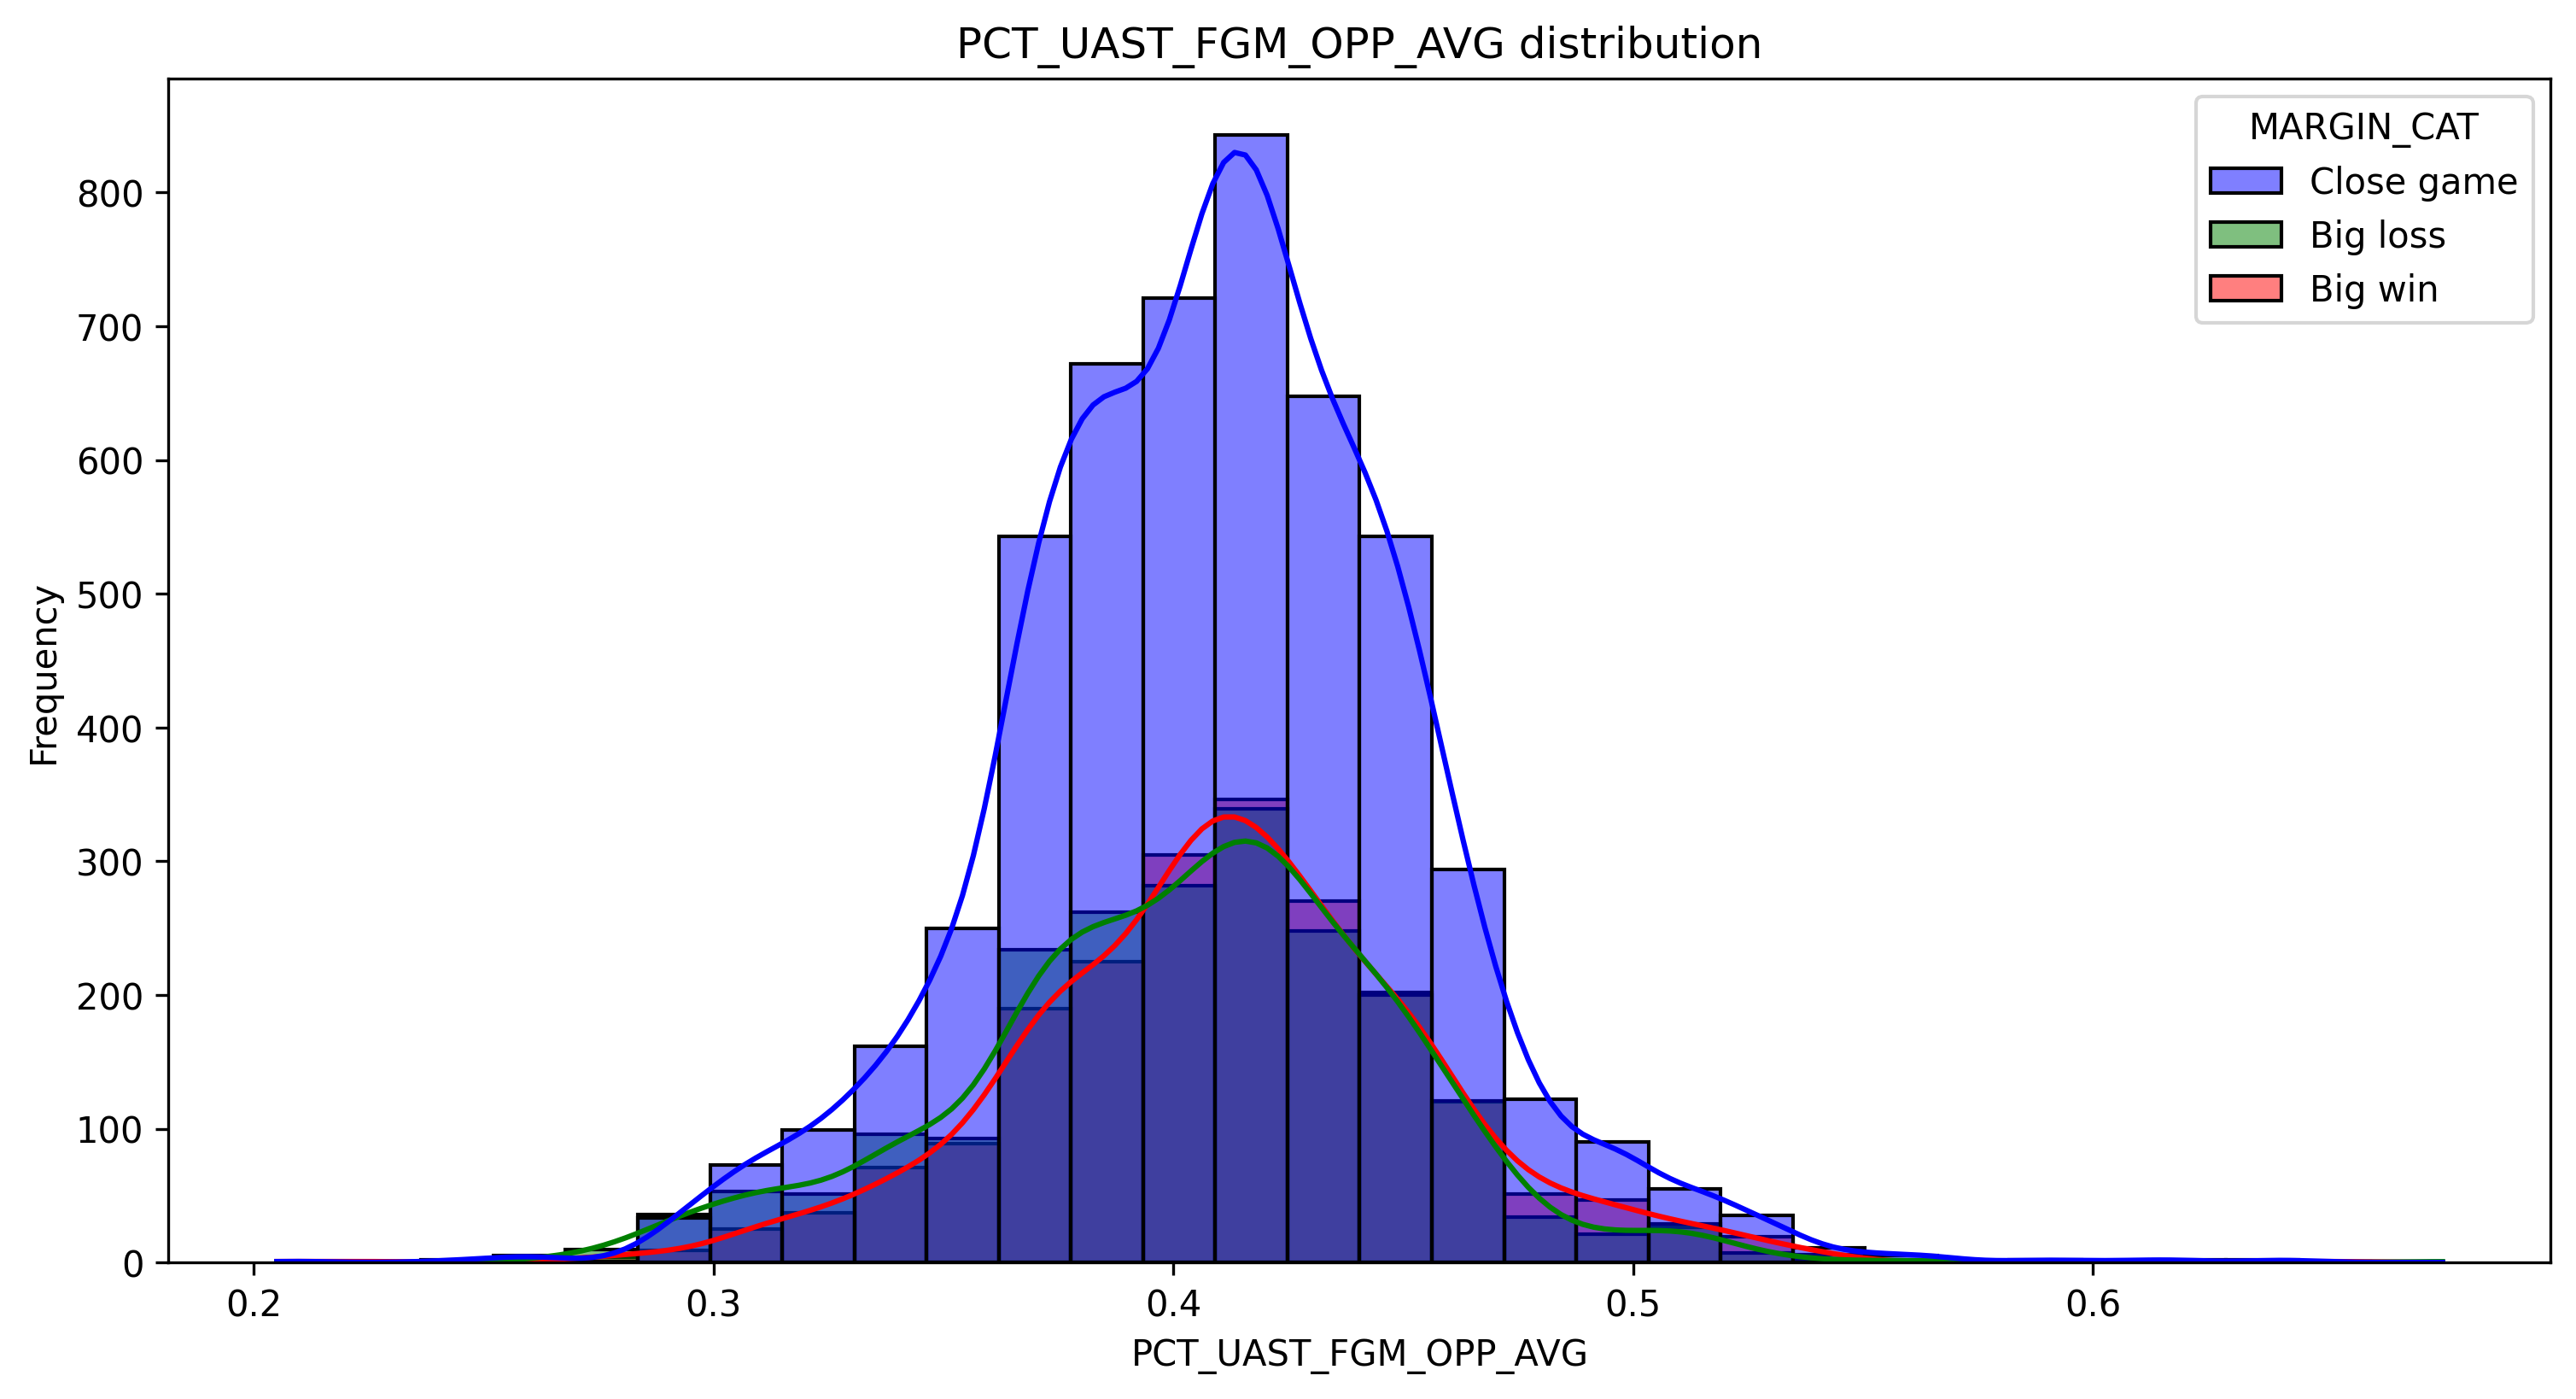 PCT_UAST_FGM_OPP_AVG distribution
MARGIN_CAT
Close game
Big loss
Big win
Frequency
800
700
600
500
400
300
200
100
0
0.2 0.3 0.4 0.5 0.6
PCT_UAST_FGM_OPP_AVG